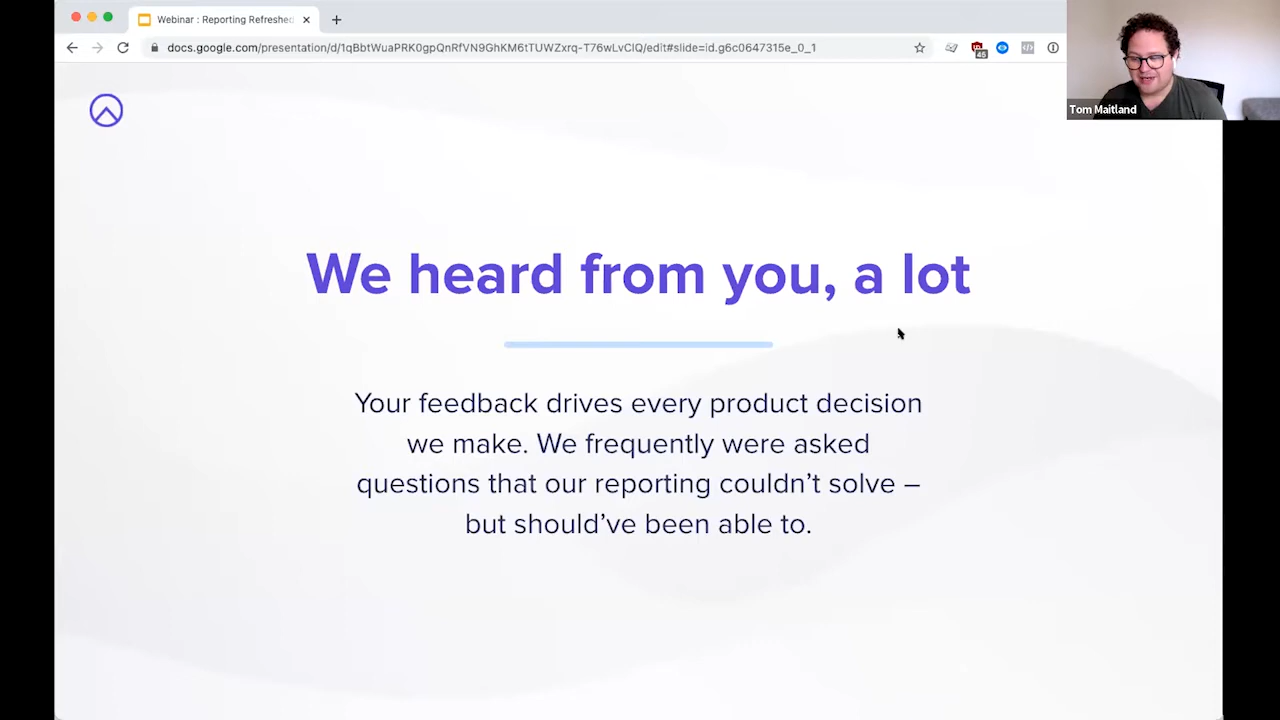 Webinar : Reporting Refreshed
docs.google.com/presentation/d/1qBbtWuaPRK0gpQnRfVN9GhKM6tTUWZxrq-T76wLvClQ/edit#slide=id.g6c0647315e_0_1
45
Tom Maitland
We heard from you, a lot
Your feedback drives every product decision
we make. We frequently were asked
questions that our reporting couldn’t solve –
but should’ve been able to.